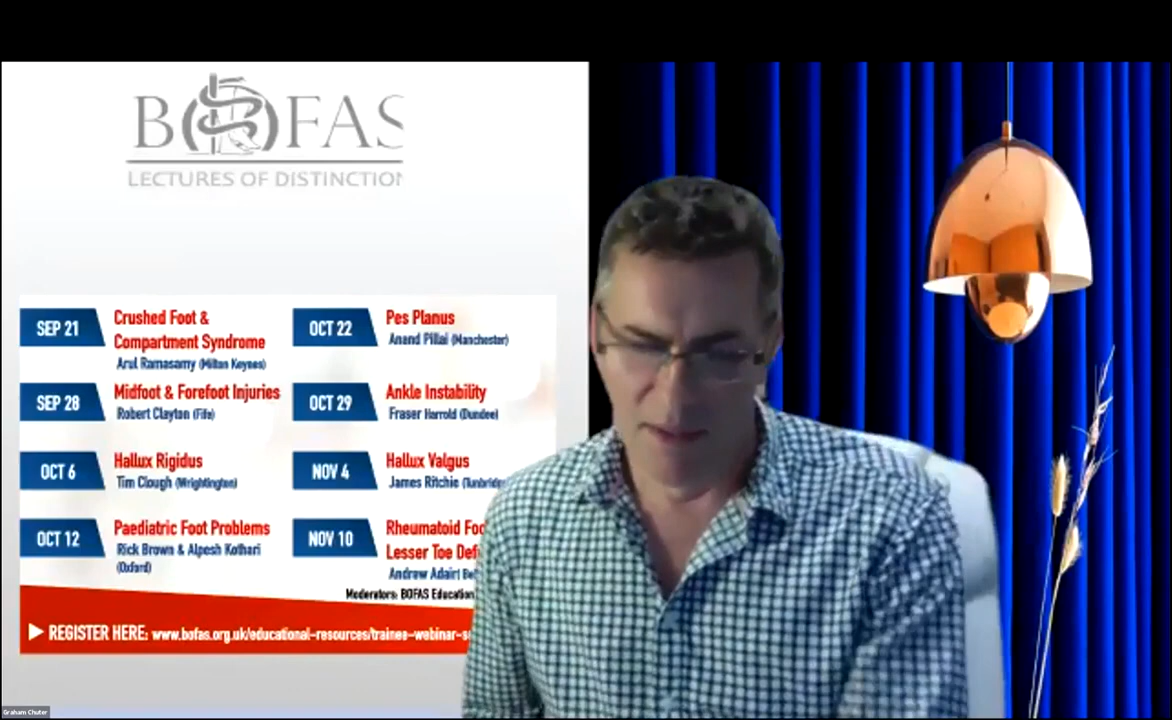 BOFAS
LECTURES OF DISTINCTION
SEP 21
Crushed Foot &
Compartment Syndrome
Arul Ramasamy (Milton Keynes)
SEP 28
Midfoot & Forefoot Injuries
Robert Clayton (Fife)
OCT 6
Hallux Rigidus
Tim Clough (Wrightington)
OCT 12
Paediatric Foot Problems
Rick Brown & Alpesh Kothari
(Oxford)
OCT 22
Pes Planus
Anand Pillai (Manchester)
OCT 29
Ankle Instability
Fraser Harrold (Dundee)
NOV 4
Hallux Valgus
James Ritchie
NOV 10
Rheumatoid
Lesser Toe
Andrew Adair
Moderators: BOFAS Education
REGISTER HERE: www.bofas.org.uk/educational-resources/trainee-webinar-s
Graham Chuter